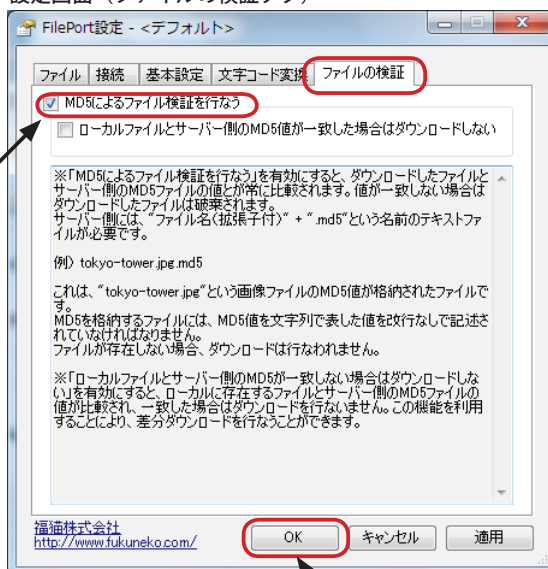 設定画面（ファイルの検証タブ）
FilePort設定 - <デフォルト>
ファイル 接続 基本設定 文字コード変換 ファイルの検証
MD5によるファイル検証を行なう
ローカルファイルとサーバー側のMD5値が一致した場合はダウンロードしない
※「MD5によるファイル検証を行なう」を有効にすると、ダウンロードしたファイルと
サーバー側のMD5ファイルの値とが常に比較されます。値が一致しない場合は
ダウンロードしたファイルは破棄されます。
サーバー側には、"ファイル名(拡張子付)" + ".md5"という名前のテキストファ
イルが必要です。
例） tokyo-tower.jpg.md5
これは、"tokyo-tower.jpg"という画像ファイルのMD5値が格納されたファイルで
す。
MD5を格納するファイルには、MD5値を文字列で表した値を改行なしで記述さ
れていなければなりません。
ファイルが存在しない場合、ダウンロードは行なわれません。
※「ローカルファイルとサーバー側のMD5が一致しない場合はダウンロードしな
い」を有効にすると、ローカルに存在するファイルとサーバー側のMD5ファイルの
値が比較され、一致した場合はダウンロードを行ないません。この機能を利用
することにより、差分ダウンロードを行なうことができます。
福猫株式会社
http://www.fukuneko.com/
OK キャンセル 適用